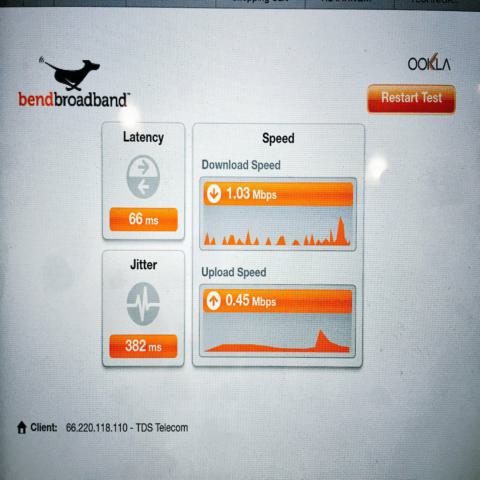 OOKLA
bendbroadband™
Restart Test
Latency
66 ms
Jitter
382 ms
Speed
Download Speed
1.03 Mbps
Upload Speed
0.45 Mbps
Client: 66.220.118.110 - TDS Telecom